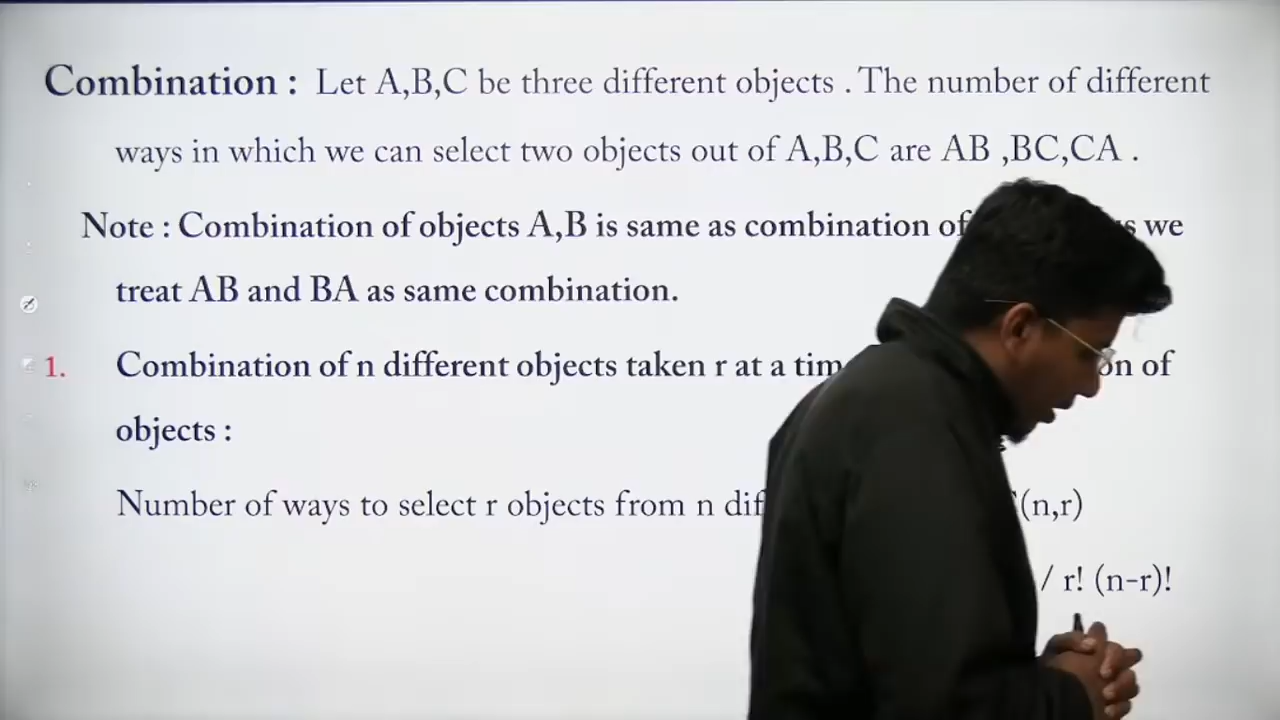 Combination : Let A,B,C be three different objects . The number of different
ways in which we can select two objects out of A,B,C are AB ,BC,CA .
Note : Combination of objects A,B is same as combination of we
treat AB and BA as same combination.
1. Combination of n different objects taken r at a of
objects :
Number of ways to select r objects from n (n,r)
/ r! (n-r)!